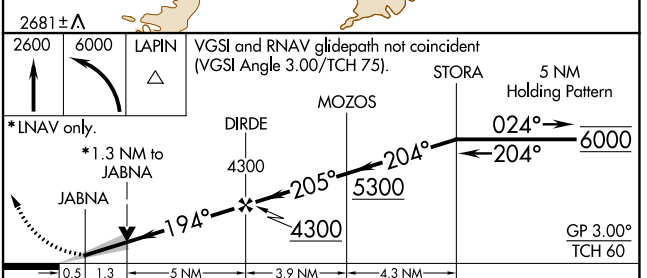 2681±
2600 6000 LAPIN
VGSI and RNAV glidepath not coincident
(VGSI Angle 3.00/TCH 75).
STORA
5 NM
Holding Pattern
MOZOS
*LNAV only.
DIRDE
024°
6000
204°
*1.3 NM to
JABNA
4300
204°
205°
5300
JABNA
194°
4300
GP 3.00°
TCH 60
0.5 1.3 5 NM 3.9 NM 4.3 NM